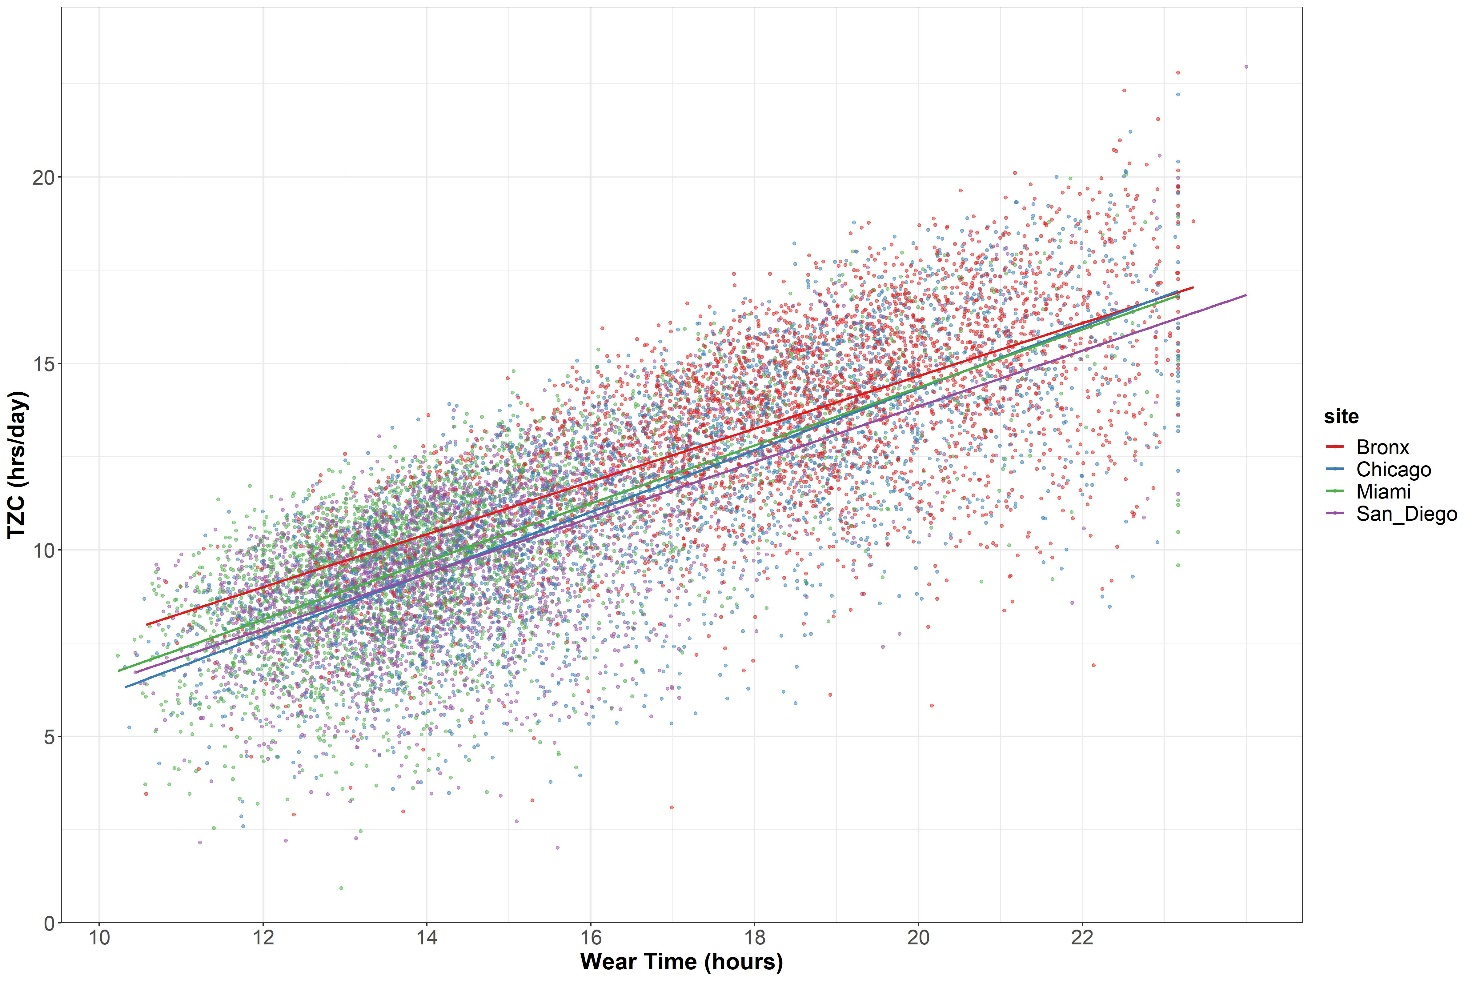 TZC (hrs/day)
20
15
10
5
0
10 12 14 16 18 20 22
Wear Time (hours)
site
Bronx
Chicago
Miami
San_Diego